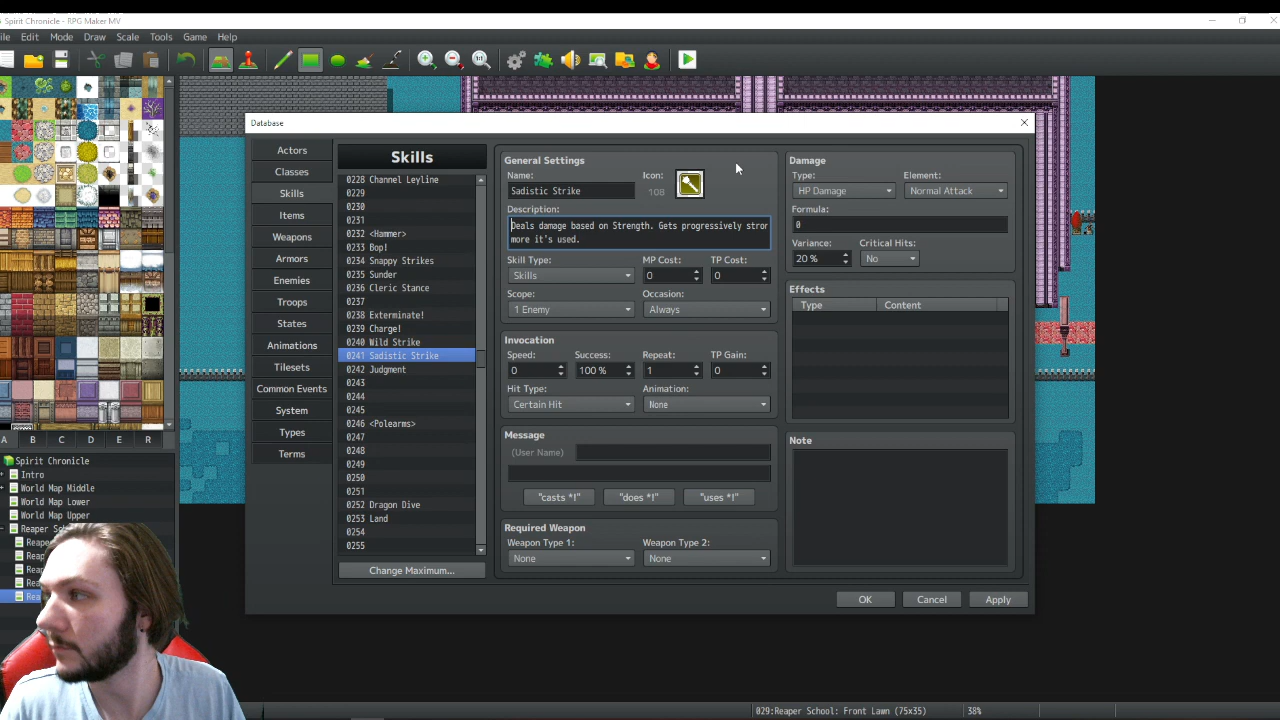 Spirit Chronicle - RPG Maker MV
Edit Mode Draw Scale Tools Game Help
Database
Actors
Classes
Skills
Items
Weapons
Armors
Enemies
Troops
States
Animations
Tilesets
Common Events
System
Types
Terms
Skills
0228 Channel Leyline
0229
0230
0231
0232 <Hammer>
0233 Bop!
0234 Snappy Strikes
0235 Sunder
0236 Cleric Stance
0237
0238 Exterminate!
0239 Charge!
0240 Wild Strike
0241 Sadistic Strike
0242 Judgment
0243
0244
0245
0246 <Polearms>
0247
0248
0249
0250
0251
0252 Dragon Dive
0253 Land
0254
0255
Change Maximum...
General Settings
Name: Icon:
Sadistic Strike 108
Description:
Deals damage based on Strength. Gets progressively stron
more it's used.
Skill Type: MP Cost: TP Cost:
Skills 0 0
Scope: Occasion:
1 Enemy Always
Invocation
Speed: Success: Repeat: TP Gain:
0 100 % 1 0
Hit Type: Animation:
Certain Hit None
Message
(User Name)
"casts *!" "does *!" "uses *!"
Required Weapon
Weapon Type 1: Weapon Type 2:
None None
Damage
Type: Element:
HP Damage Normal Attack
Formula:
0
Variance: Critical Hits:
20 % No
Effects
Type Content
Note
OK Cancel Apply
A B C D E R
Spirit Chronicle
Intro
World Map Middle
World Map Lower
World Map Upper
Reaper Sc
Reape
Reap
Rea
Rea
Rea
029:Reaper School: Front Lawn (75x35) 38%